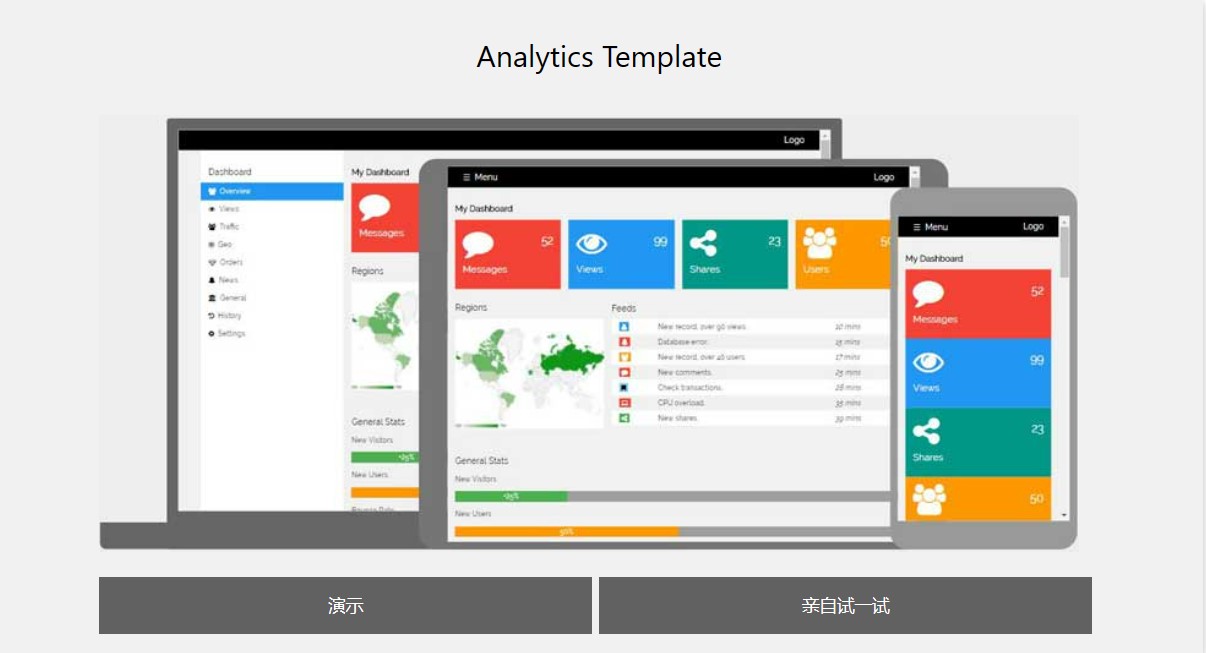 Analytics Template
Logo
Dashboard
Overview
Views
Traffic
Geo
Orders
News
General
History
Settings
My Dashboard
Messages
Regions
General Stats
New Visitors
+25%
New Users
Bounce Rate
☰ Menu
Logo
My Dashboard
52
Messages
99
Views
23
Shares
50
Users
Regions
Feeds
New record, over 90 views. 10 mins
Database error. 15 mins
New record, over 40 users. 17 mins
New comments. 25 mins
Check transactions. 28 mins
CPU overload. 35 mins
New shares. 39 mins
General Stats
New Visitors
+25%
New Users
50%
☰ Menu
Logo
My Dashboard
52
Messages
99
Views
23
Shares
50
演示
亲自试一试